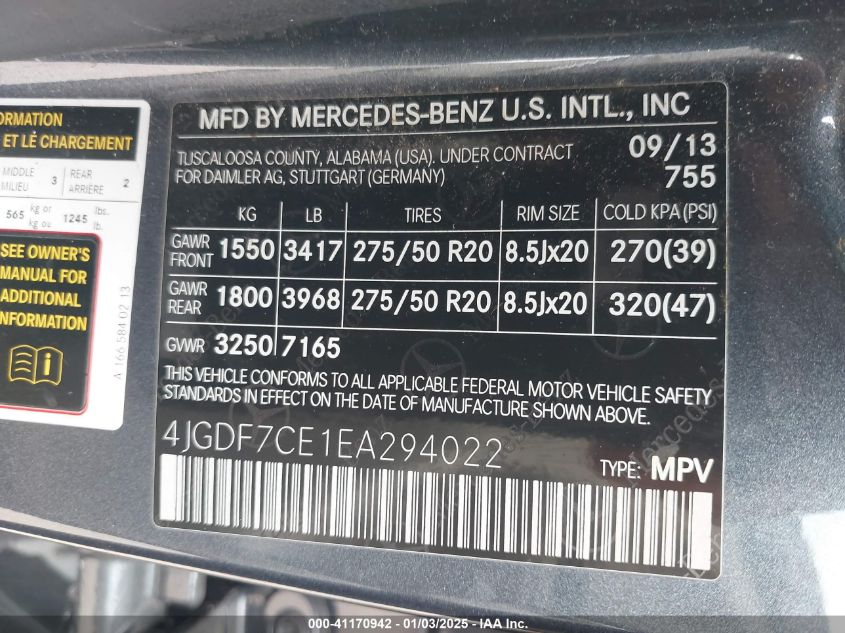 ORMATION
ET LE CHARGEMENT
MIDDLE
MILIEU 3 REAR
ARRIÈRE 2
565 kg or
kg ou 1245 lbs.
lb.
SEE OWNER'S
MANUAL FOR
ADDITIONAL
INFORMATION
A 166 584 02 13
MFD BY MERCEDES-BENZ U.S. INTL., INC
TUSCALOOSA COUNTY, ALABAMA (USA). UNDER CONTRACT
FOR DAIMLER AG, STUTTGART (GERMANY)
09/13
755
KG LB TIRES RIM SIZE COLD KPA(PSI)
GAWR
FRONT 1550 3417 275/50 R20 8.5Jx20 270(39)
GAWR
REAR 1800 3968 275/50 R20 8.5Jx20 320(47)
GVWR 3250 7165
THIS VEHICLE CONFORMS TO ALL APPLICABLE FEDERAL MOTOR VEHICLE SAFETY
STANDARDS IN EFFECT ON THE DATE OF MANUFACTURE SHOWN ABOVE.
4JGDF7CE1EA294022
TYPE: MPV
000-41170942 - 01/03/2025 - IAA Inc.